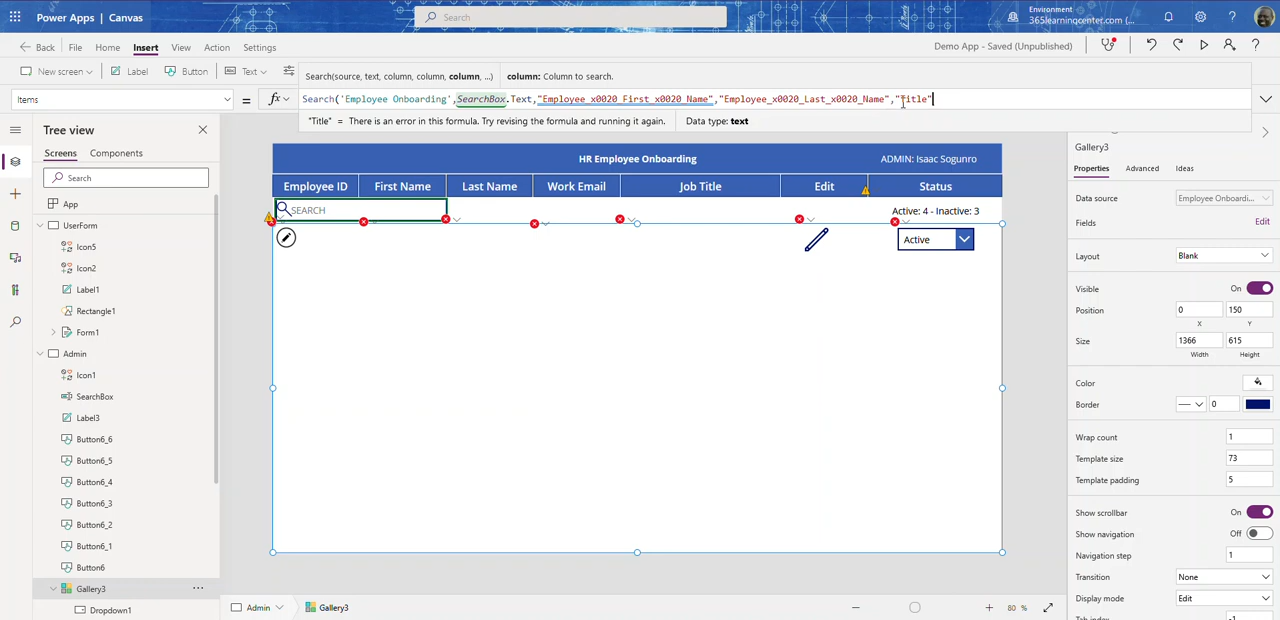 Power Apps | Canvas
Search
Environment
365learningcenter.com (...
Back File Home Insert View Action Settings
Demo App - Saved (Unpublished)
New screen Label Button Text
Search(source, text, column, column, column, ...) column: Column to search.
Items = fx Search('Employee Onboarding',SearchBox.Text,"Employee_x0020_First_x0020_Name","Employee_x0020_Last_x0020_Name","Title"
"Title" = There is an error in this formula. Try revising the formula and running it again. Data type: text
Tree view
Screens Components
Search
App
UserForm
Icon5
Icon2
Label1
Rectangle1
Form1
Admin
Icon1
SearchBox
Label3
Button6_6
Button6_5
Button6_4
Button6_3
Button6_2
Button6_1
Button6
Gallery3
Dropdown1
HR Employee Onboarding ADMIN: Isaac Sogunro
Employee ID First Name Last Name Work Email Job Title Edit Status
SEARCH Active: 4 - Inactive: 3
Active
Admin Gallery3 80 %
Gallery3
Properties Advanced Ideas
Data source Employee Onboardi...
Fields Edit
Layout Blank
Visible On
Position 0 150
X Y
Size 1366 615
Width Height
Color
Border 0
Wrap count 1
Template size 73
Template padding 5
Show scrollbar On
Show navigation Off
Navigation step 1
Transition None
Display mode Edit